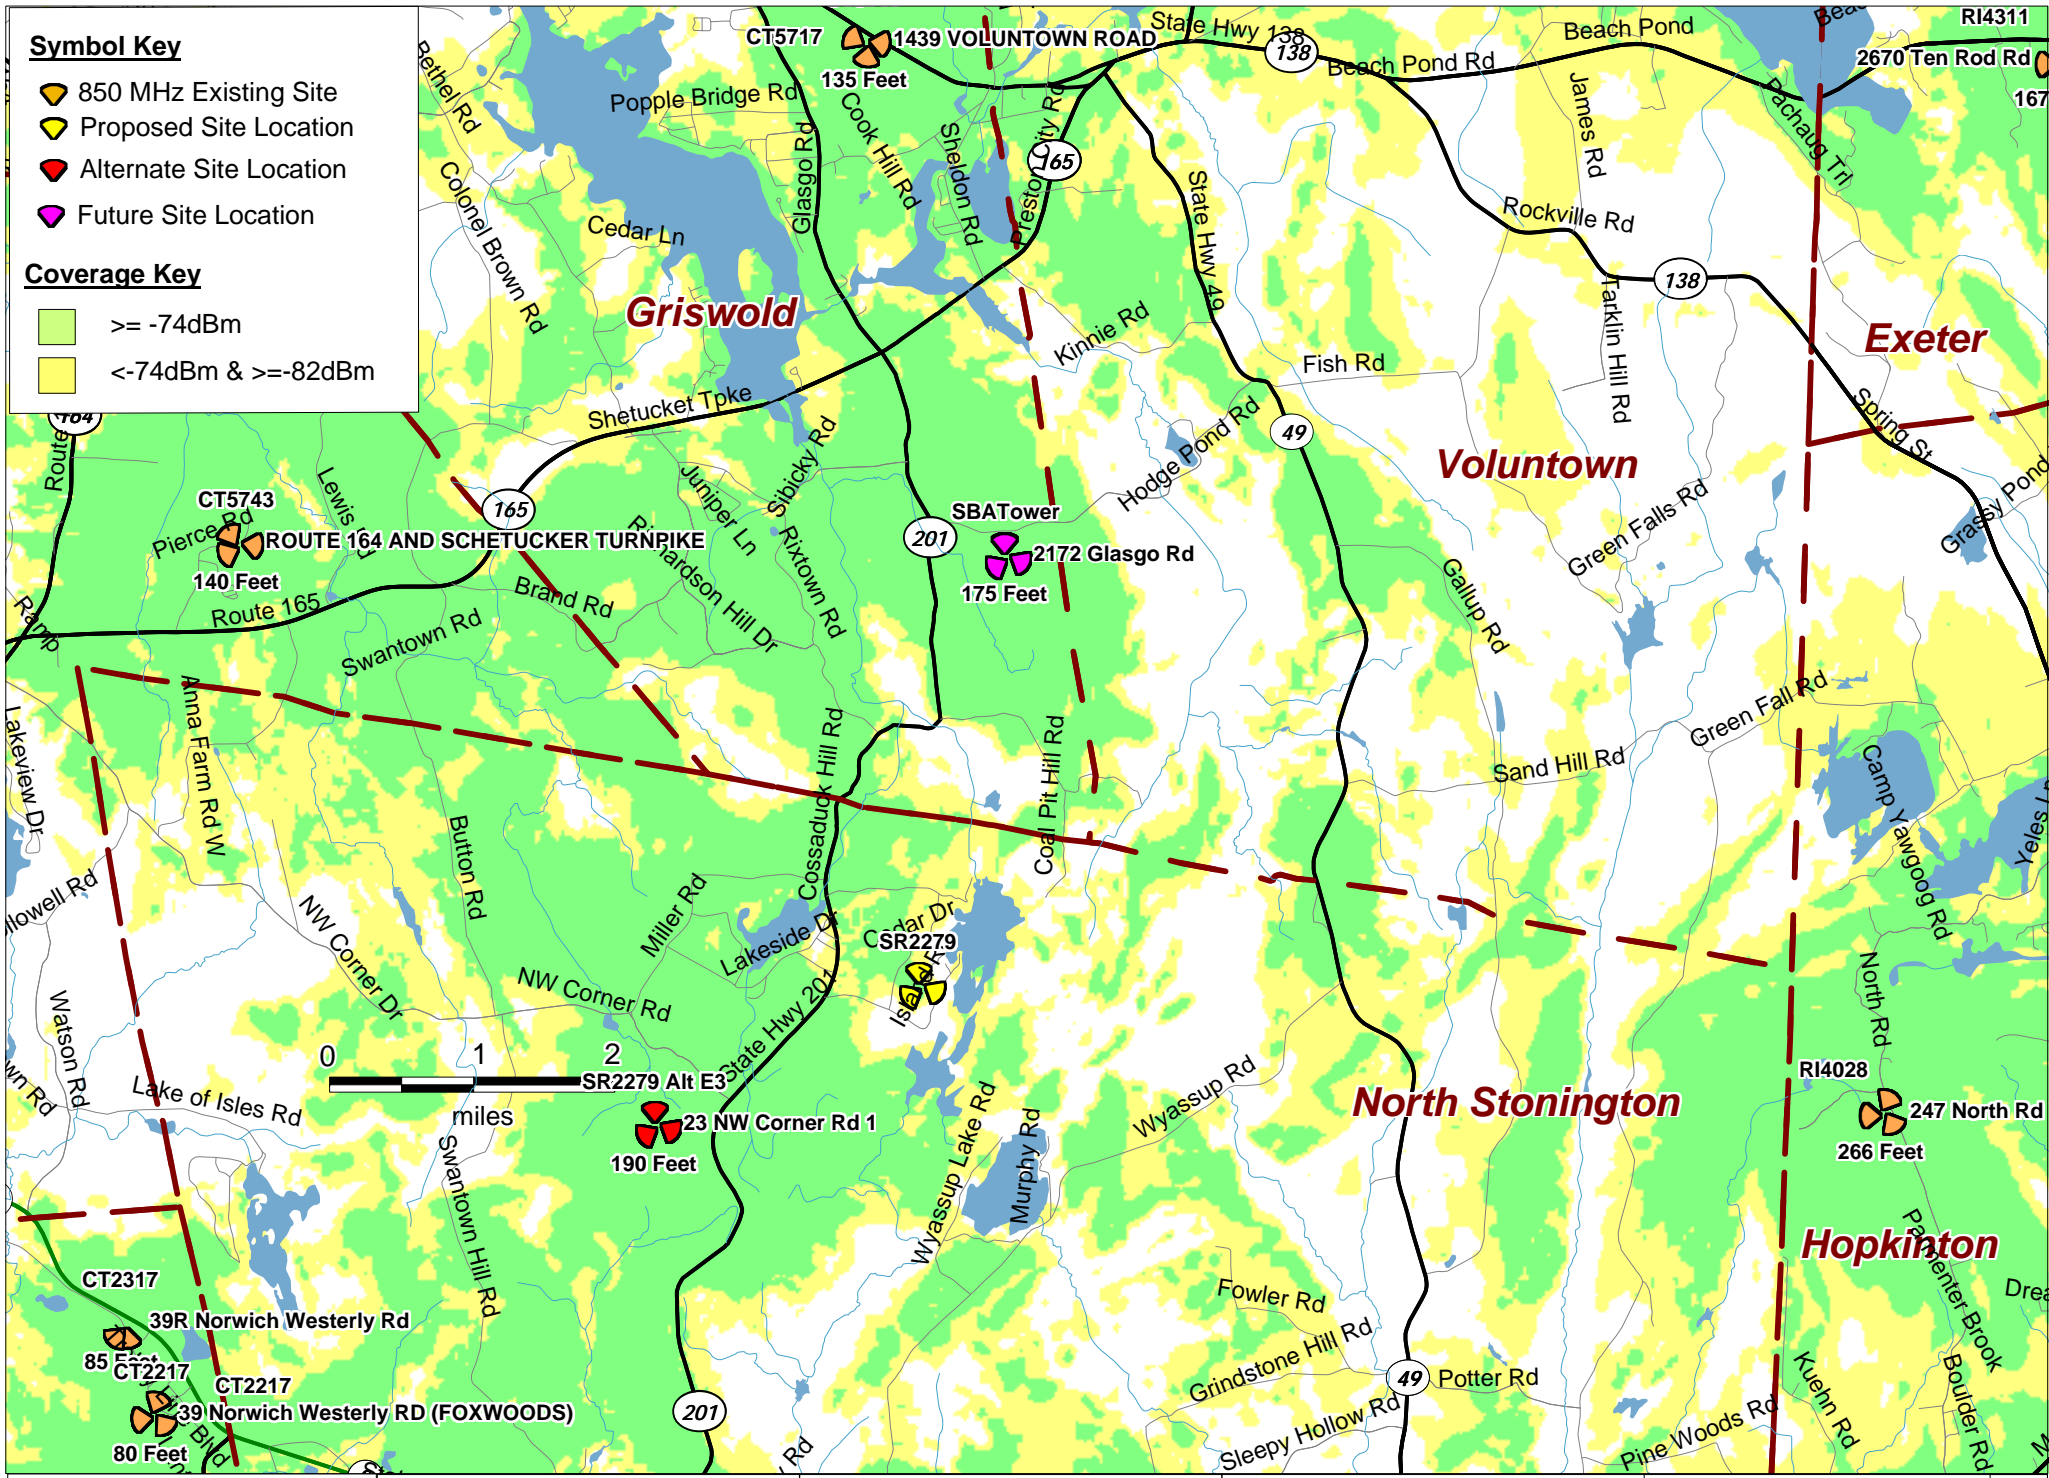 Symbol Key
850 MHz Existing Site
Proposed Site Location
Alternate Site Location
Future Site Location
Coverage Key
>= -74dBm
<-74dBm & >=-82dBm
CT5717
1439 VOLUNTOWN ROAD
135 Feet
State Hwy 138
138
Beach Pond Rd
Beach Pond
RI4311
2670 Ten Rod Rd
167
Bethel Rd
Popple Bridge Rd
Glasgo Rd
Cook Hill Rd
Sheldon Rd
Preston City Rd
165
James Rd
Pachaug Trl
Colonel Brown Rd
Cedar Ln
State Hwy 49
Rockville Rd
138
Griswold
Kinnie Rd
Tarklin Hill Rd
Exeter
Fish Rd
Shetucket Tpke
Spring St
164
Route
Sibicky Rd
Hodge Pond Rd
49
Voluntown
Juniper Ln
Lewis Rd
CT5743
Pierce Rd
ROUTE 164 AND SCHETUCKER TURNPIKE
140 Feet
165
Richardson Hill Dr
Rixtown Rd
201
SBATower
2172 Glasgo Rd
175 Feet
Green Falls Rd
Grassy Pond
Gallup Rd
Brand Rd
Route 165
Ramp
Swantown Rd
Anna Farm Rd W
Lakeview Dr
Cossaduck Hill Rd
Coal Pit Hill Rd
Green Fall Rd
Sand Hill Rd
Camp Yawgoog Rd
Button Rd
Miller Rd
Lakeside Dr
Cedar Dr
SR2279
Island Rd
NW Corner Dr
NW Corner Rd
State Hwy 201
North Rd
Watson Rd
0 1 2
miles
Lake of Isles Rd
SR2279 Alt E3
23 NW Corner Rd 1
190 Feet
Wyassup Lake Rd
Murphy Rd
Wyassup Rd
North Stonington
RI4028
247 North Rd
266 Feet
Swantown Hill Rd
Hopkinton
Parmenter Brook
CT2317
39R Norwich Westerly Rd
85 Feet
CT2217
CT2217
39 Norwich Westerly RD (FOXWOODS)
80 Feet
Blvd
Fowler Rd
Grindstone Hill Rd
49
Potter Rd
Kuehn Rd
Boulder Rd
201
Sleepy Hollow Rd
Pine Woods Rd